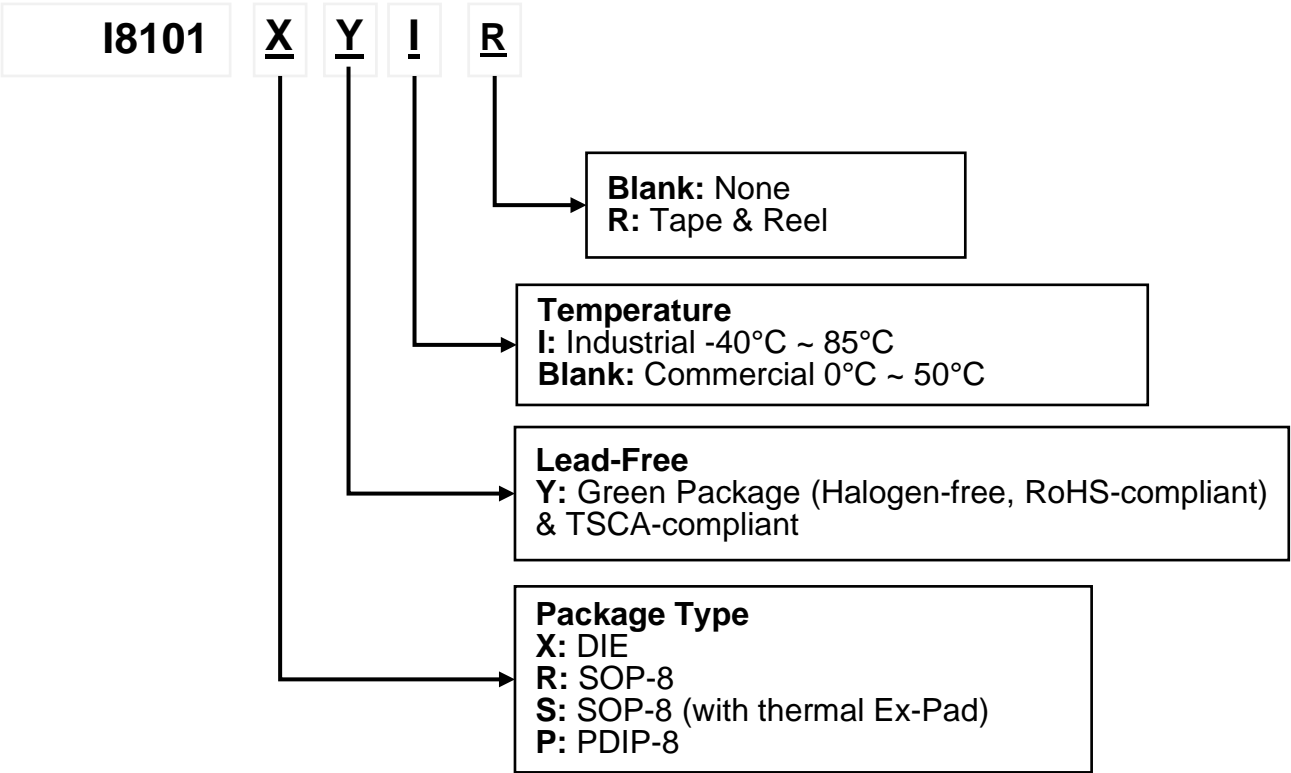 I8101 X Y I R
Blank: None
R: Tape & Reel
Temperature
I: Industrial -40°C ~ 85°C
Blank: Commercial 0°C ~ 50°C
Lead-Free
Y: Green Package (Halogen-free, RoHS-compliant)
& TSCA-compliant
Package Type
X: DIE
R: SOP-8
S: SOP-8 (with thermal Ex-Pad)
P: PDIP-8